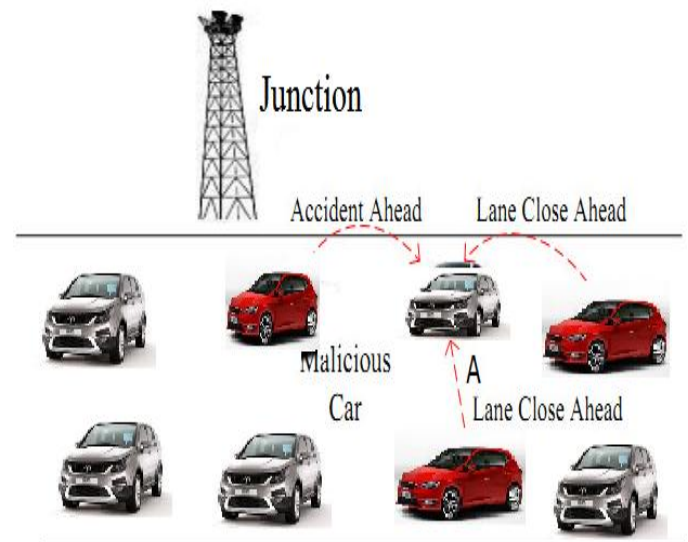 Junction
Accident Ahead
Lane Close Ahead
Malicious
Car
A
Lane Close Ahead